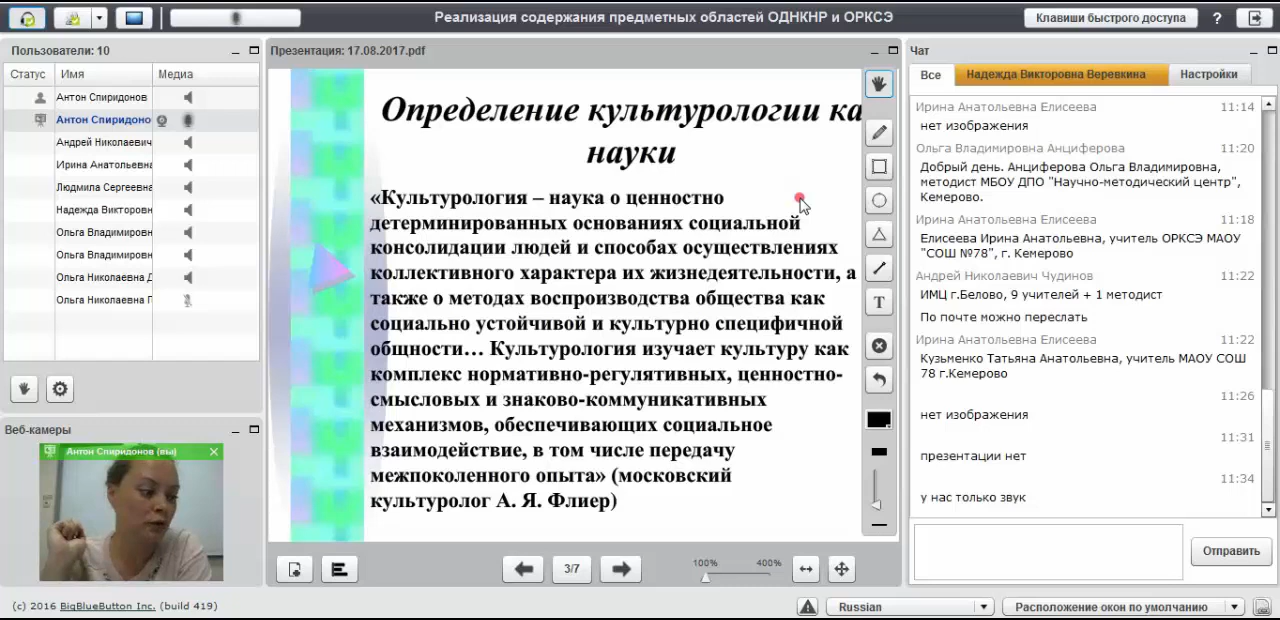 Реализация содержания предметных областей ОДНКНР и ОРКСЭ
Клавиши быстрого доступа
?
Пользователи: 10
Статус Имя Медиа
Антон Спиридонов
Антон Спиридоно
Андрей Николаевич
Ирина Анатольевна
Людмила Сергеевна
Надежда Викторовн
Ольга Владимировн
Ольга Владимировн
Ольга Николаевна Д
Ольга Николаевна Г
Веб-камеры
Антон Спиридонов (вы)
Презентация: 17.08.2017.pdf
Определение культурологии ка
науки
«Культурология – наука о ценностно
детерминированных основаниях социальной
консолидации людей и способах осуществлениях
коллективного характера их жизнедеятельности, а
также о методах воспроизводства общества как
социально устойчивой и культурно специфичной
общности… Культурология изучает культуру как
комплекс нормативно-регулятивных, ценностно-
смысловых и знаково-коммуникативных
механизмов, обеспечивающих социальное
взаимодействие, в том числе передачу
межпоколенного опыта» (московский
культуролог А. Я. Флиер)
T
3/7
100% 400%
Чат
Все Надежда Викторовна Веревкина Настройки
Ирина Анатольевна Елисеева 11:14
нет изображения
Ольга Владимировна Анциферова 11:20
Добрый день. Анциферова Ольга Владимировна,
методист МБОУ ДПО "Научно-методический центр",
Кемерово.
Ирина Анатольевна Елисеева 11:18
Елисеева Ирина Анатольевна, учитель ОРКСЭ МАОУ
"СОШ №78", г. Кемерово
Андрей Николаевич Чудинов 11:22
ИМЦ г.Белово, 9 учителей + 1 методист
По почте можно переслать
Ирина Анатольевна Елисеева 11:22
Кузьменко Татьяна Анатольевна, учитель МАОУ СОШ
78 г.Кемерово
11:26
нет изображения
11:31
презентации нет
11:34
у нас только звук
Отправить
(c) 2016 BigBlueButton Inc. (build 419)
Russian
Расположение окон по умолчанию